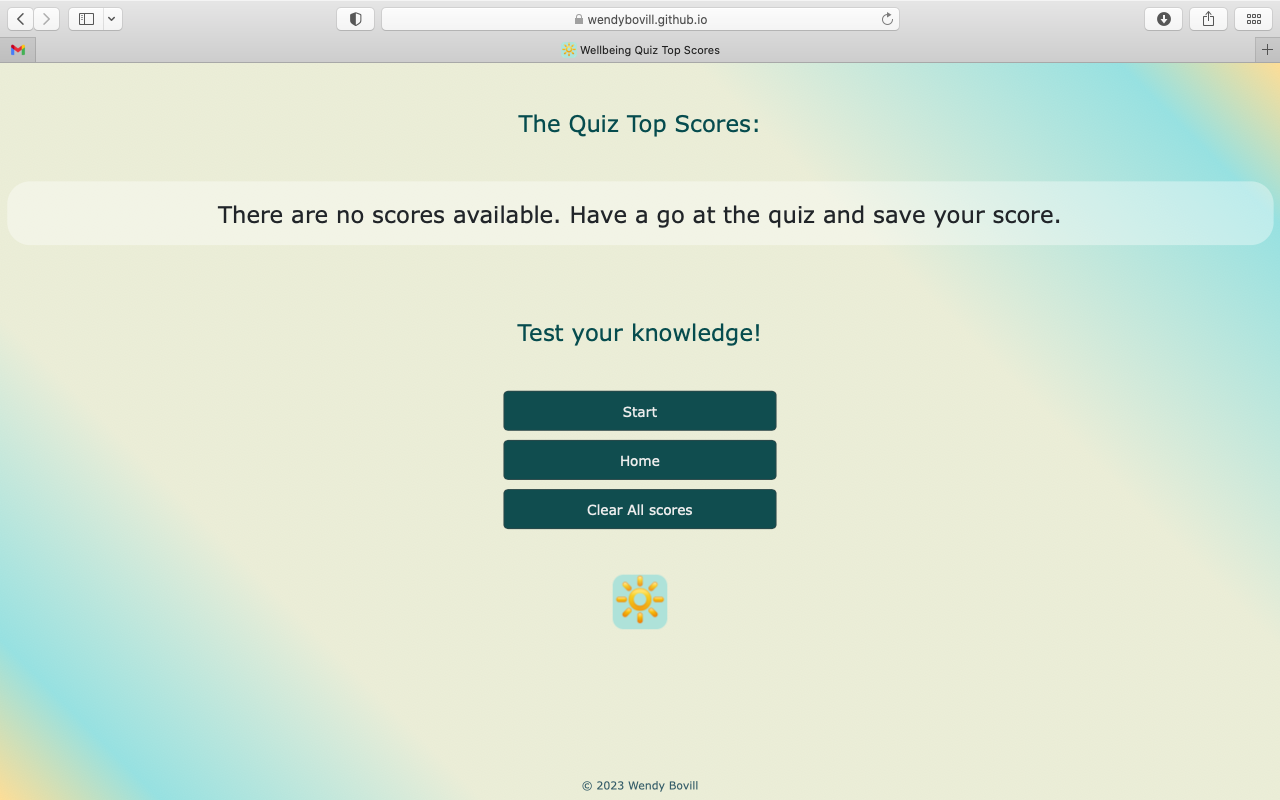 wendybovill.github.io
Wellbeing Quiz Top Scores
The Quiz Top Scores:
There are no scores available. Have a go at the quiz and save your score.
Test your knowledge!
Start
Home
Clear All scores
© 2023 Wendy Bovill